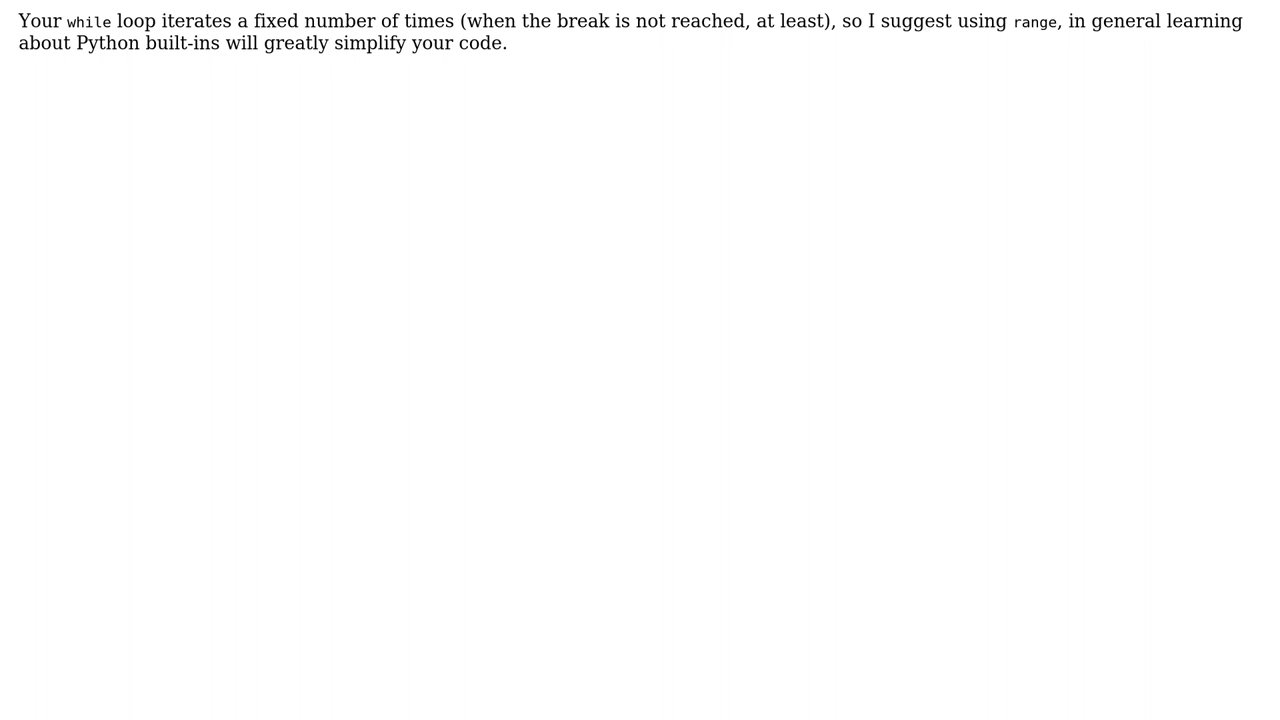 Your while loop iterates a fixed number of times (when the break is not reached, at least), so I suggest using range, in general learning
about Python built-ins will greatly simplify your code.